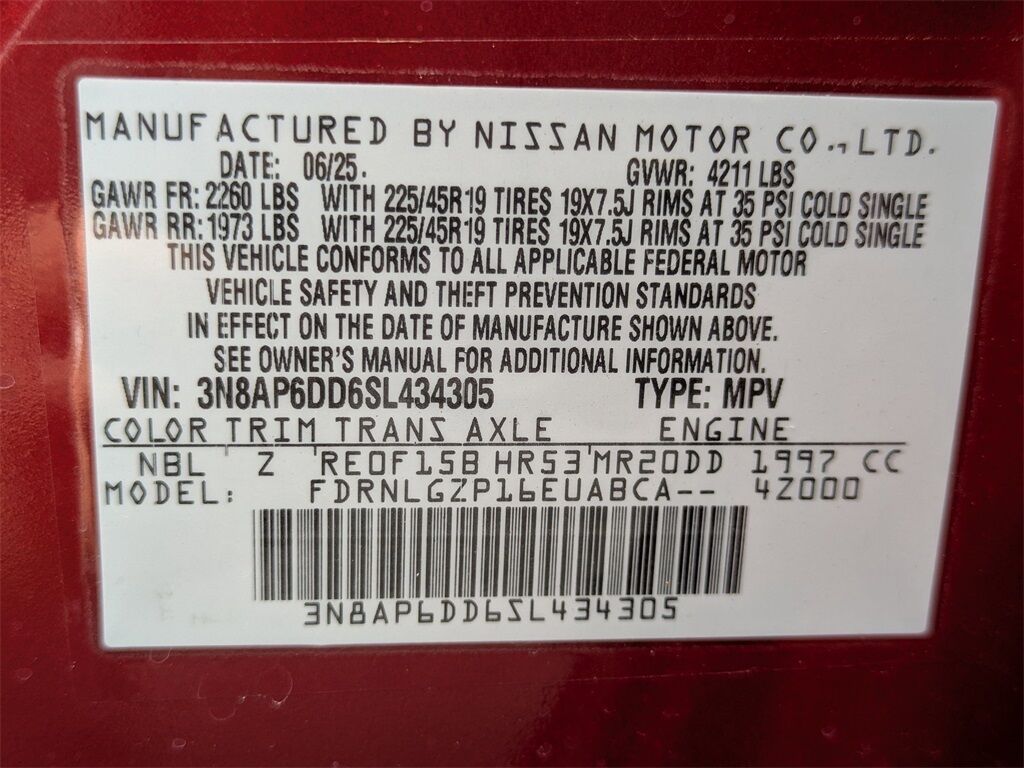 MANUFACTURED BY NISSAN MOTOR CO., LTD.
DATE: 06/25. GVWR: 4211 LBS
GAWR FR: 2260 LBS WITH 225/45R19 TIRES 19X7.5J RIMS AT 35 PSI COLD SINGLE
GAWR RR: 1973 LBS WITH 225/45R19 TIRES 19X7.5J RIMS AT 35 PSI COLD SINGLE
THIS VEHICLE CONFORMS TO ALL APPLICABLE FEDERAL MOTOR
VEHICLE SAFETY AND THEFT PREVENTION STANDARDS
IN EFFECT ON THE DATE OF MANUFACTURE SHOWN ABOVE.
SEE OWNER'S MANUAL FOR ADDITIONAL INFORMATION.
VIN: 3N8AP6DD6SL434305 TYPE: MPV
COLOR TRIM TRANS AXLE ENGINE
NBL Z RE0F15B HR53 MR20DD 1997 CC
MODEL: FDRNLGZP16EUABCA-- 4Z000
3N8AP6DD6SL434305